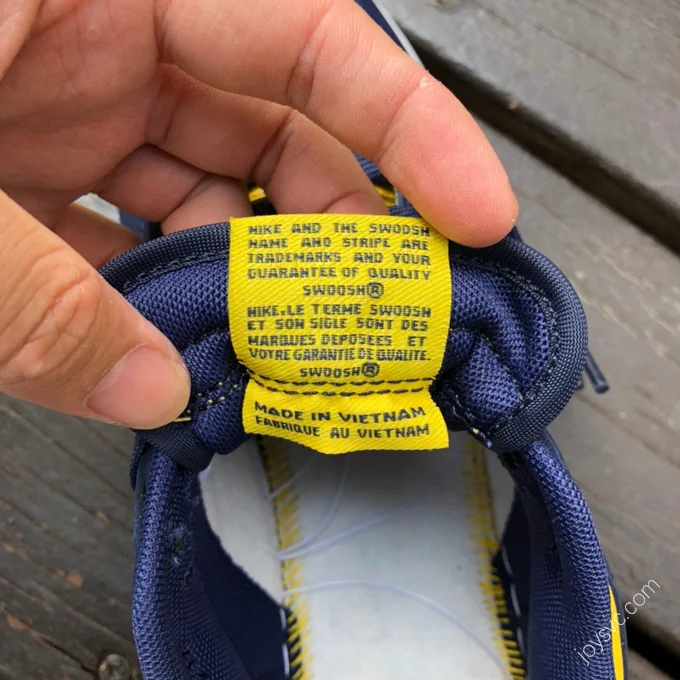 NIKE AND THE SWOOSH
NAME AND STRIPE ARE
TRADEMARKS AND YOUR
GUARANTEE OF QUALITY
SWOOSH®
NIKE.LE TERME SWOOSH
ET SON SIGLE SONT DES
MARQUES DEPOSEES ET
VOTRE GARANTIE DE QUALITE.
SWOOSH®
MADE IN VIETNAM
FABRIQUE AU VIETNAM
joysyc.com